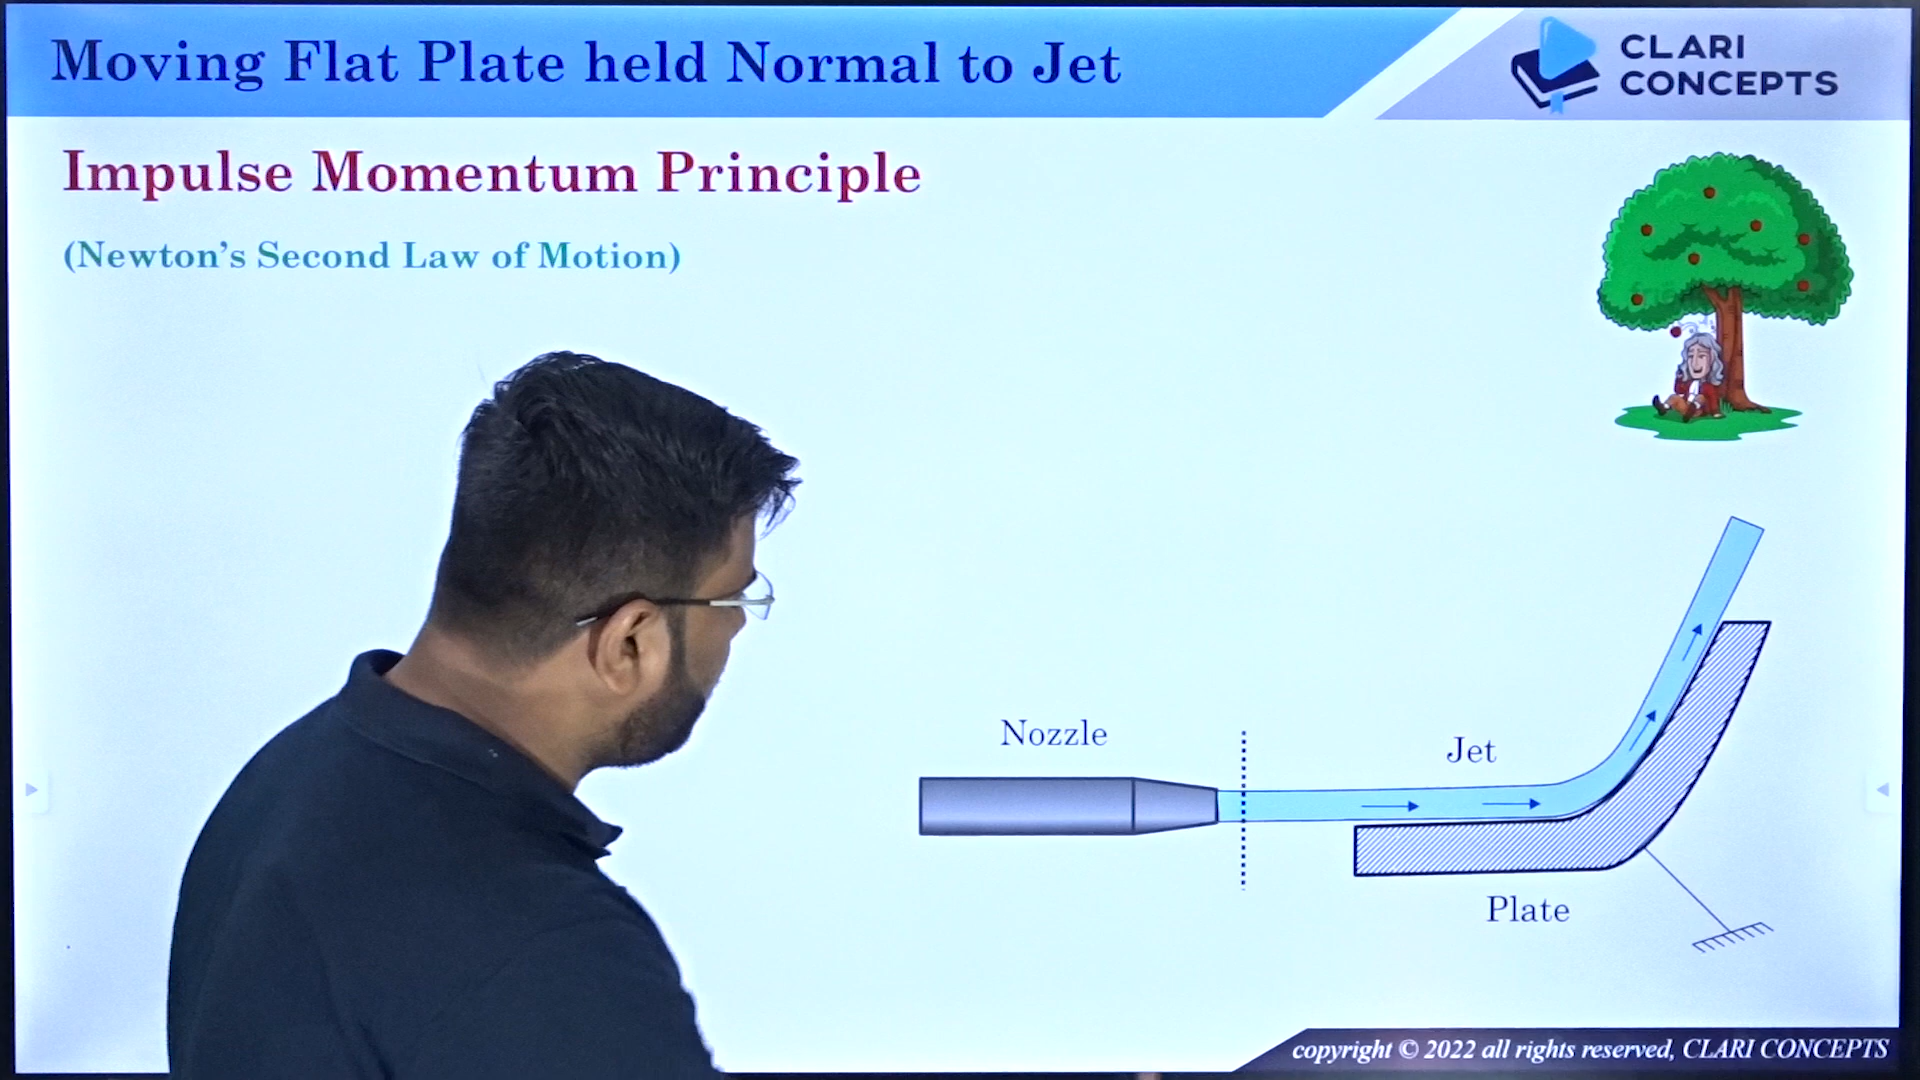 Moving Flat Plate held Normal to Jet
CLARI
CONCEPTS
Impulse Momentum Principle
(Newton's Second Law of Motion)
Nozzle
Jet
Plate
copyright © 2022 all rights reserved, CLARI CONCEPTS